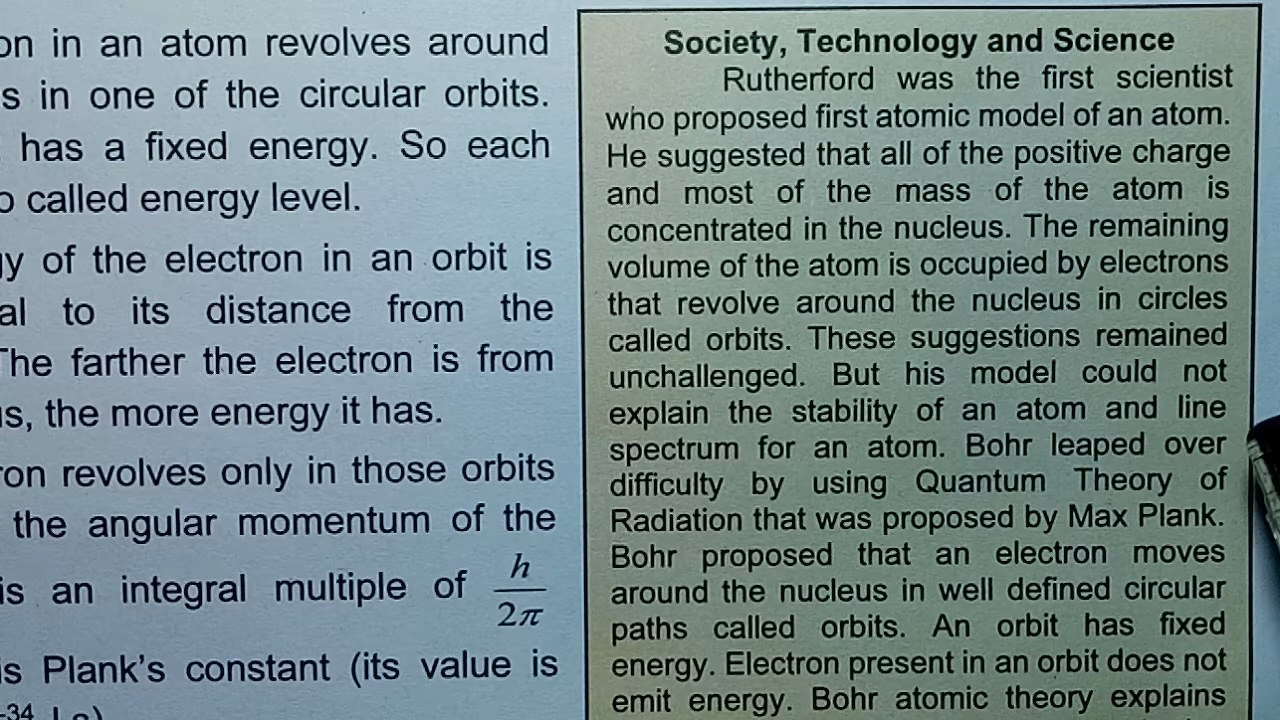 on in an atom revolves around
s in one of the circular orbits.
has a fixed energy. So each
o called energy level.
gy of the electron in an orbit is
al to its distance from the
The farther the electron is from
us, the more energy it has.
ron revolves only in those orbits
the angular momentum of the
is an integral multiple of h/2π
is Plank's constant (its value is
Society, Technology and Science
Rutherford was the first scientist
who proposed first atomic model of an atom.
He suggested that all of the positive charge
and most of the mass of the atom is
concentrated in the nucleus. The remaining
volume of the atom is occupied by electrons
that revolve around the nucleus in circles
called orbits. These suggestions remained
unchallenged. But his model could not
explain the stability of an atom and line
spectrum for an atom. Bohr leaped over
difficulty by using Quantum Theory of
Radiation that was proposed by Max Plank.
Bohr proposed that an electron moves
around the nucleus in well defined circular
paths called orbits. An orbit has fixed
energy. Electron present in an orbit does not
emit energy. Bohr atomic theory explains